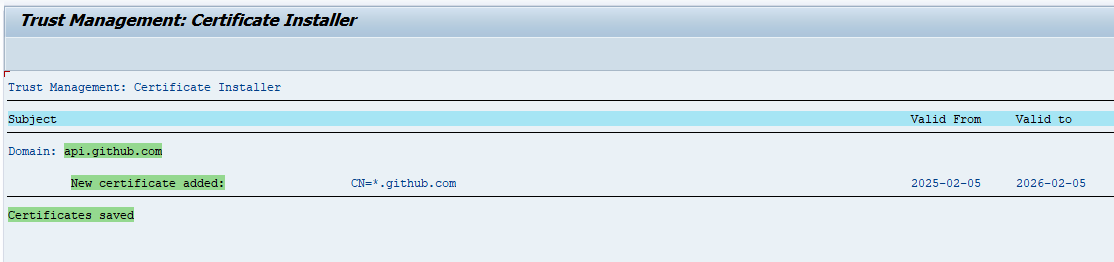 Trust Management: Certificate Installer
Trust Management: Certificate Installer
Subject Valid From Valid to
Domain: api.github.com
New certificate added: CN=*.github.com 2025-02-05 2026-02-05
Certificates saved